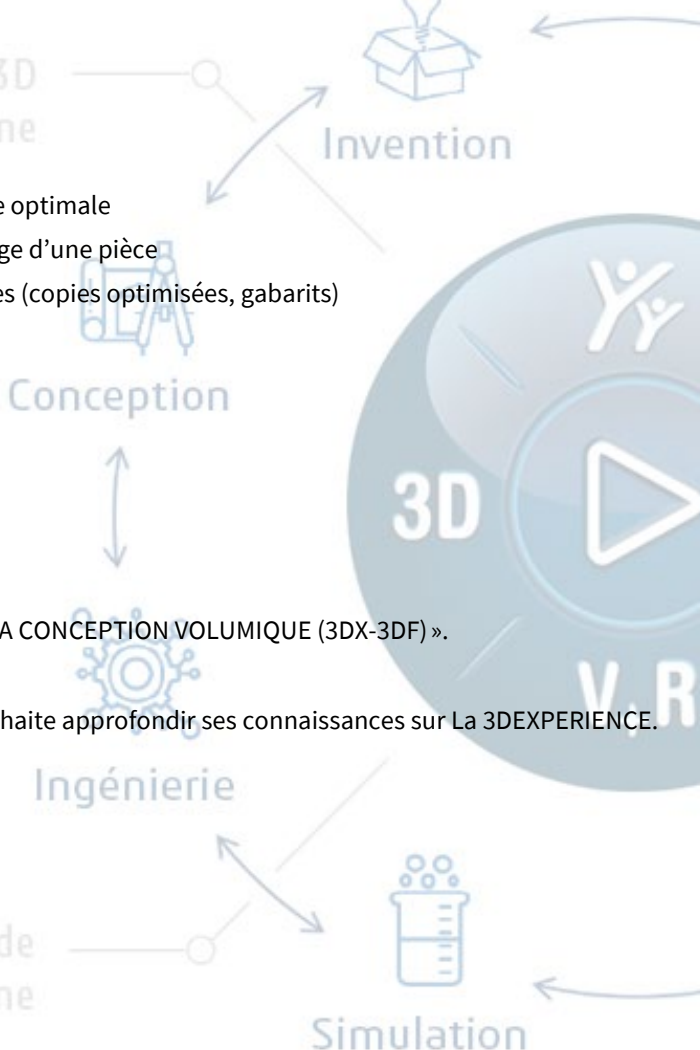 3D
ne
Invention
e optimale
ge d’une pièce
es (copies optimisées, gabarits)
Conception
3D
A CONCEPTION VOLUMIQUE (3DX-3DF) ».
V,R
haite approfondir ses connaissances sur La 3DEXPERIENCE.
Ingénierie
de
ne
Simulation